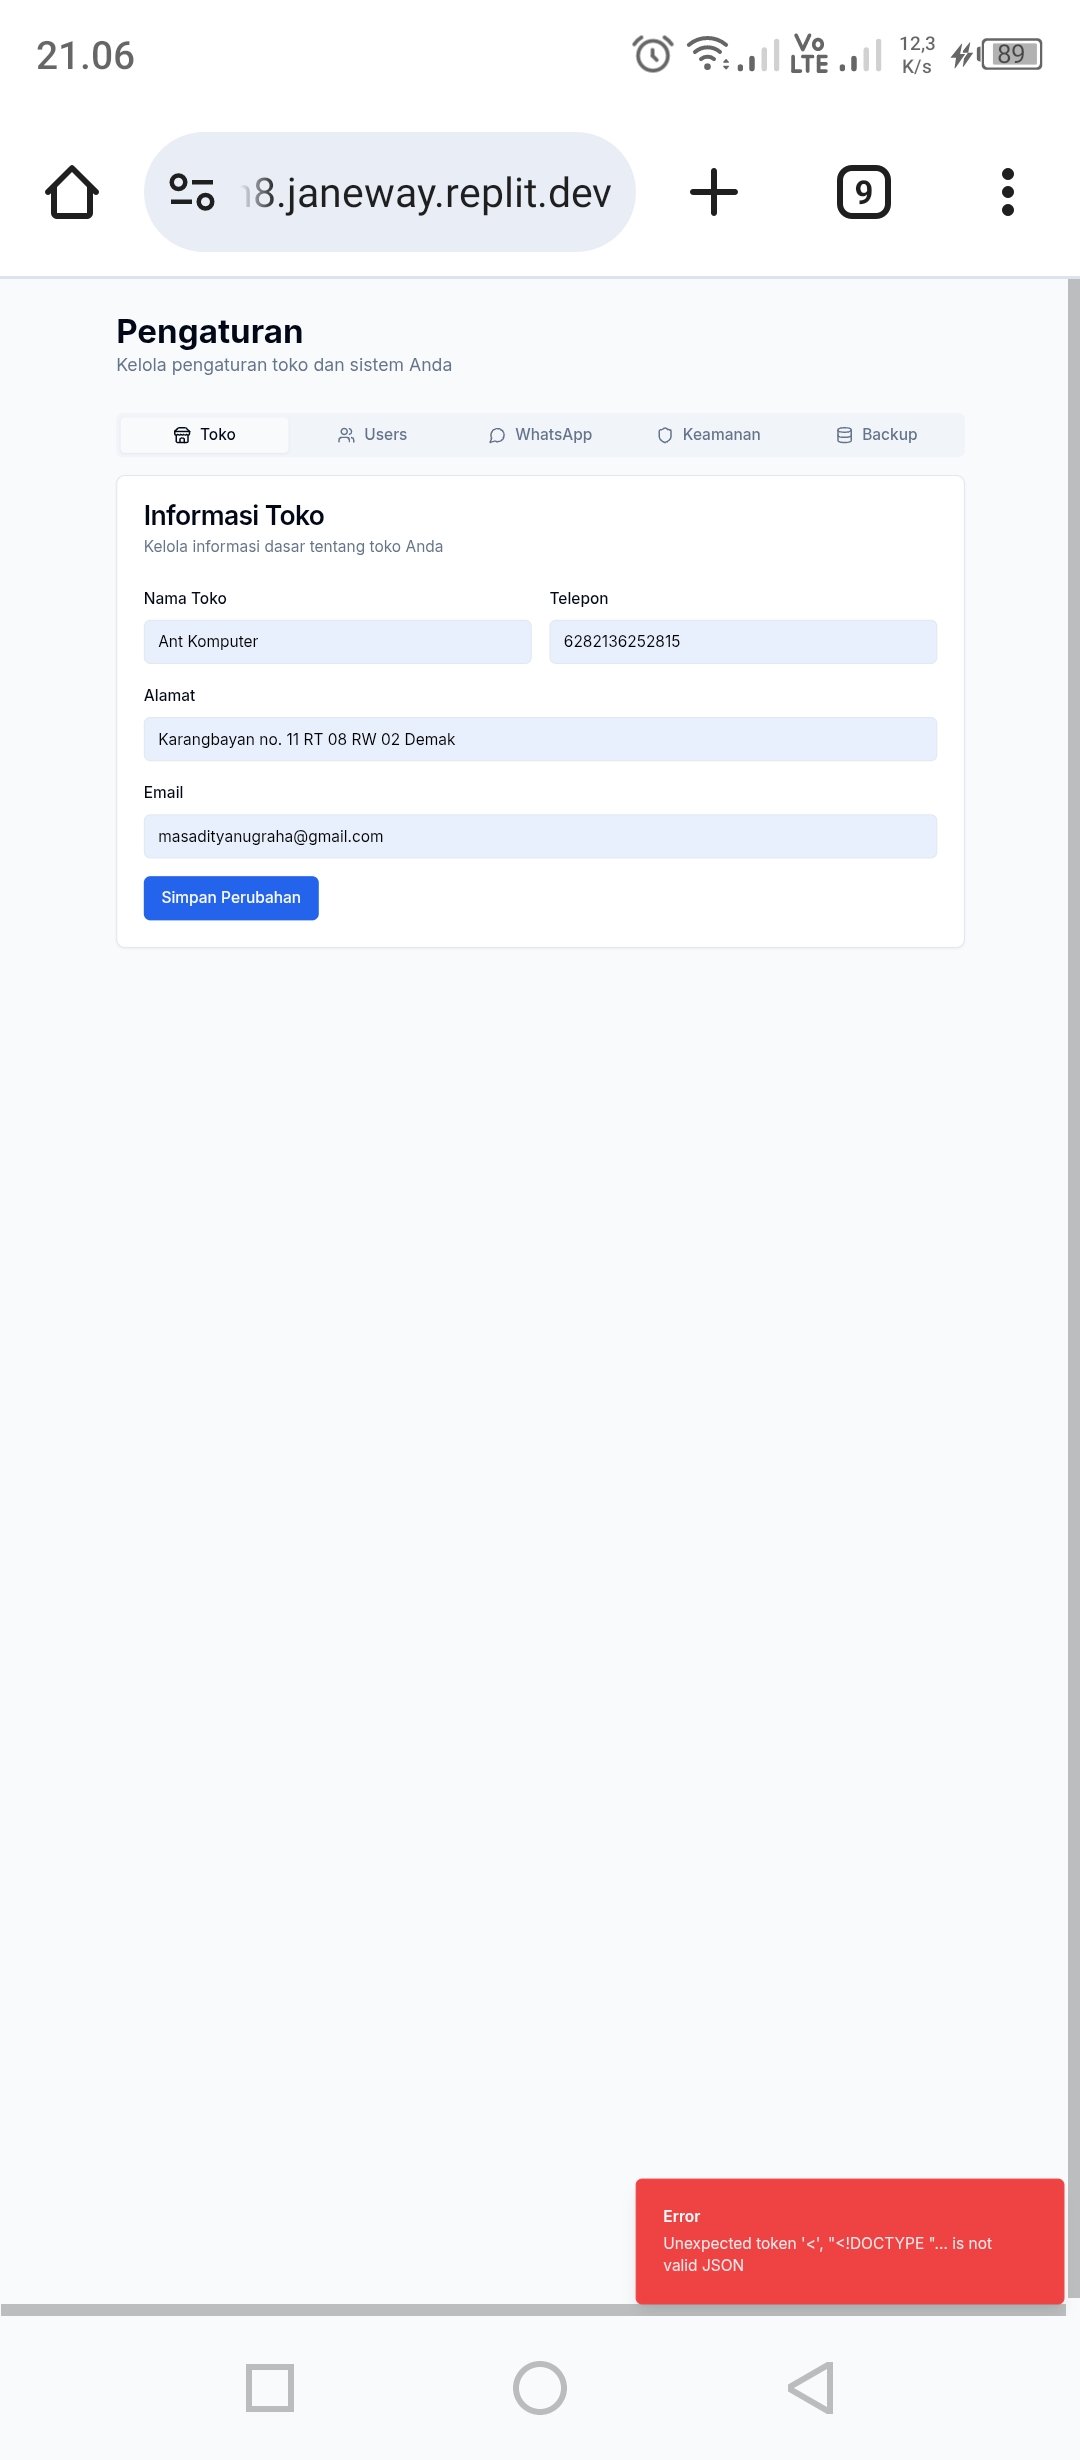 21.06
Vo
LTE
12,3
K/s
89
8.janeway.replit.dev
9
Pengaturan
Kelola pengaturan toko dan sistem Anda
Toko
Users
WhatsApp
Keamanan
Backup
Informasi Toko
Kelola informasi dasar tentang toko Anda
Nama Toko
Telepon
Ant Komputer
6282136252815
Alamat
Karangbayan no. 11 RT 08 RW 02 Demak
Email
masadityanugraha@gmail.com
Simpan Perubahan
Error
Unexpected token '<', "<!DOCTYPE "... is not
valid JSON